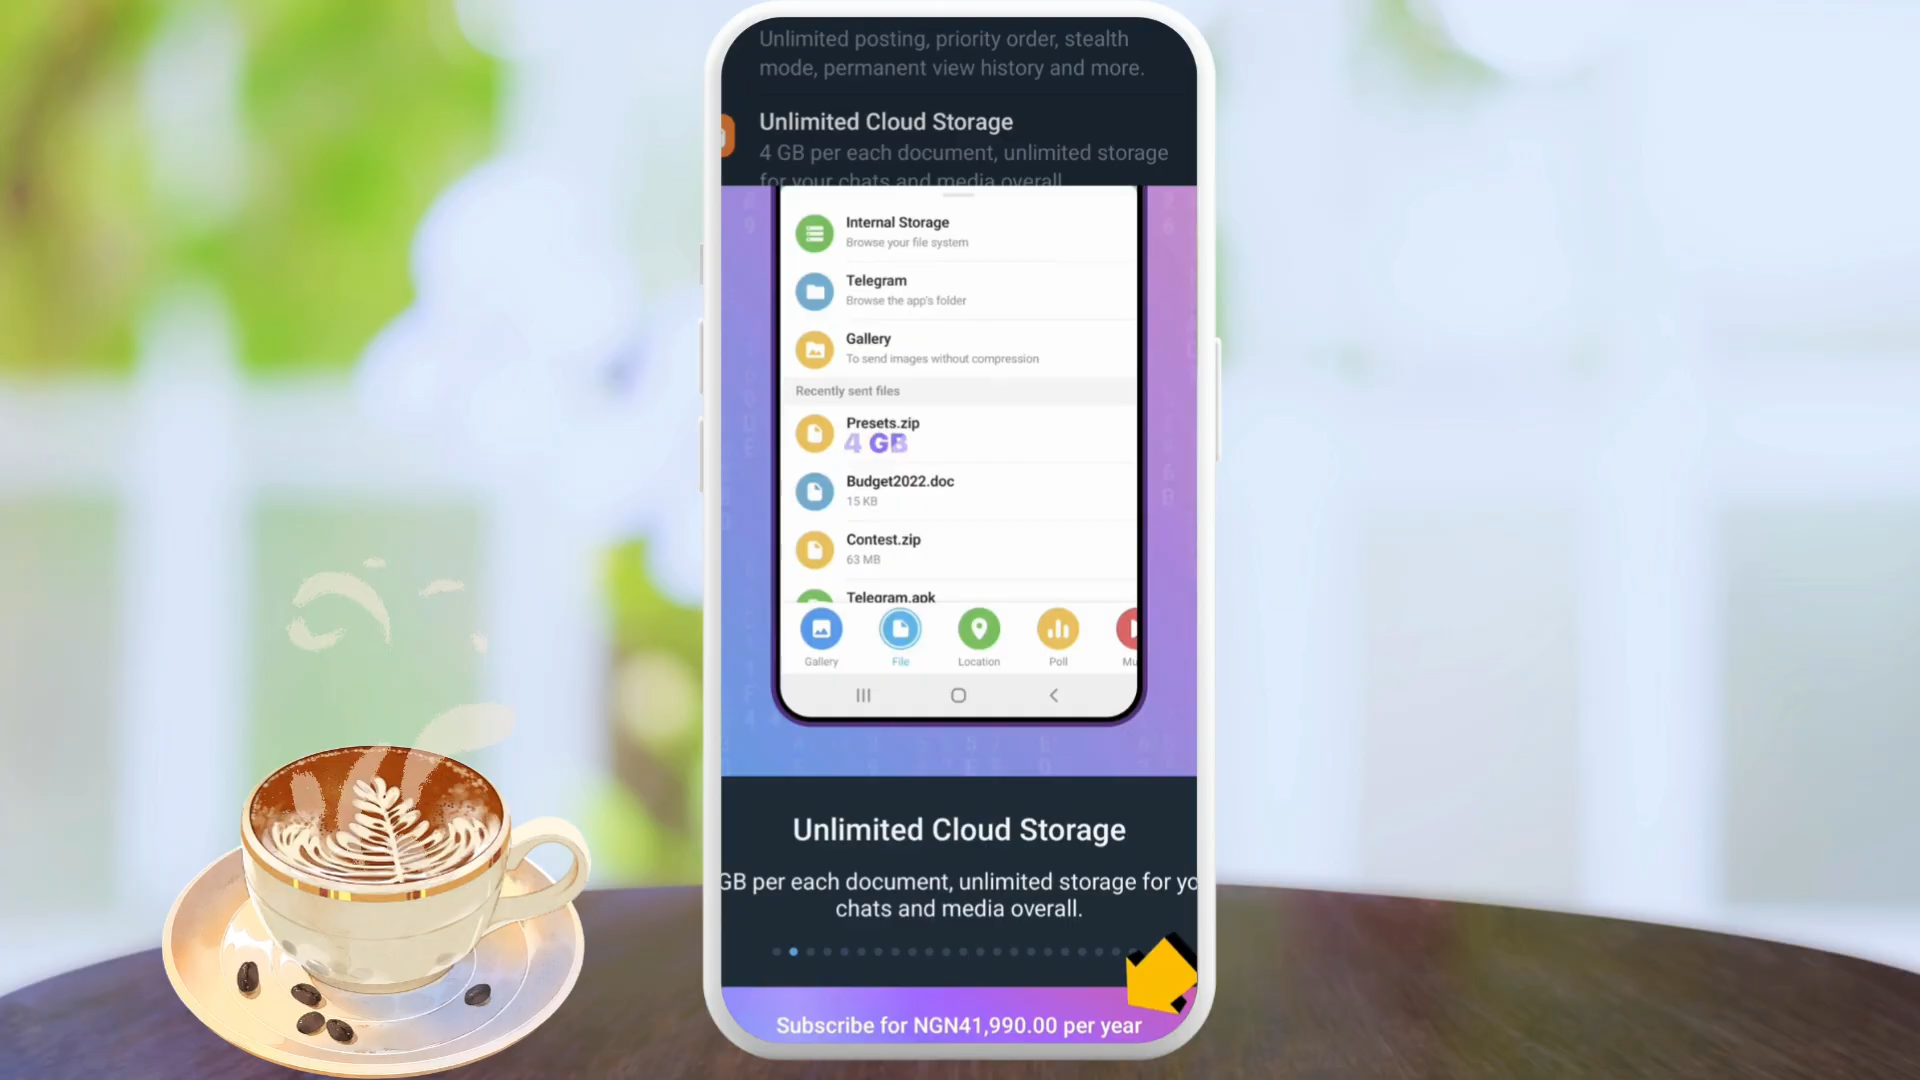 Unlimited posting, priority order, stealth
mode, permanent view history and more.
Unlimited Cloud Storage
4 GB per each document, unlimited storage
for your chats and media overall
Internal Storage
Browse your file system
Telegram
Browse the app's folder
Gallery
To send images without compression
Recently sent files
Presets.zip
4 GB
Budget2022.doc
15 KB
Contest.zip
63 MB
Telegram.apk
Gallery File Location Poll Mu
Unlimited Cloud Storage
GB per each document, unlimited storage for yo
chats and media overall.
Subscribe for NGN41,990.00 per year